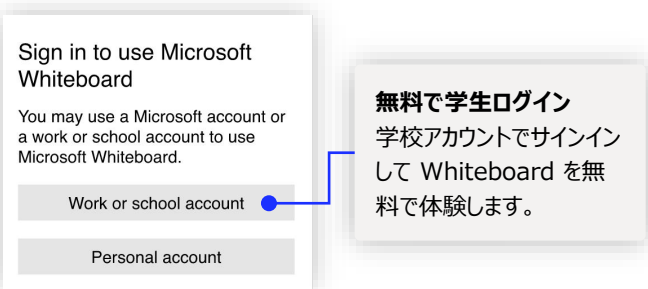 Sign in to use Microsoft
Whiteboard
You may use a Microsoft account or
a work or school account to use
Microsoft Whiteboard.
Work or school account
Personal account
無料で学生ログイン
学校アカウントでサインイン
して Whiteboard を無
料で体験します。